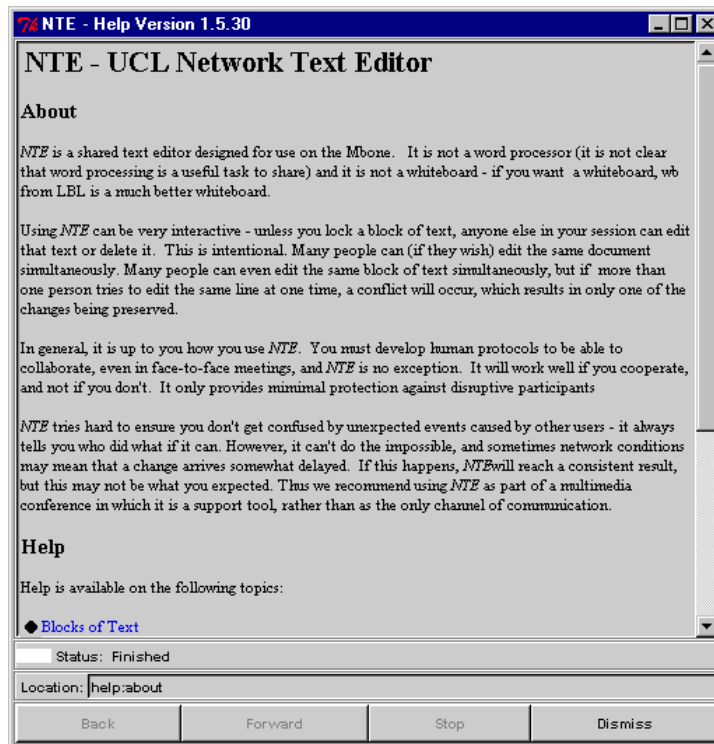 7% NTE - Help Version 1.5.30
NTE - UCL Network Text Editor
About
NTE is a shared text editor designed for use on the Mbone. It is not a word processor (it is not clear
that word processing is a useful task to share) and it is not a whiteboard - if you want a whiteboard, wb
from LBL is a much better whiteboard.
Using NTE can be very interactive - unless you lock a block of text, anyone else in your session can edit
that text or delete it. This is intentional. Many people can (if they wish) edit the same document
simultaneously. Many people can even edit the same block of text simultaneously, but if more than
one person tries to edit the same line at one time, a conflict will occur, which results in only one of the
changes being preserved.
In general, it is up to you how you use NTE. You must develop human protocols to be able to
collaborate, even in face-to-face meetings, and NTE is no exception. It will work well if you cooperate,
and not if you don't. It only provides mimimal protection against disruptive participants
NTE tries hard to ensure you don't get confused by unexpected events caused by other users - it always
tells you who did what if it can. However, it can't do the impossible, and sometimes network conditions
may mean that a change arrives somewhat delayed. If this happens, NTEwill reach a consistent result,
but this may not be what you expected. Thus we recommend using NTE as part of a multimedia
conference in which it is a support tool, rather than as the only channel of communication.
Help
Help is available on the following topics:
Blocks of Text
Status: Finished
Location: help:about
Back Forward Stop Dismiss